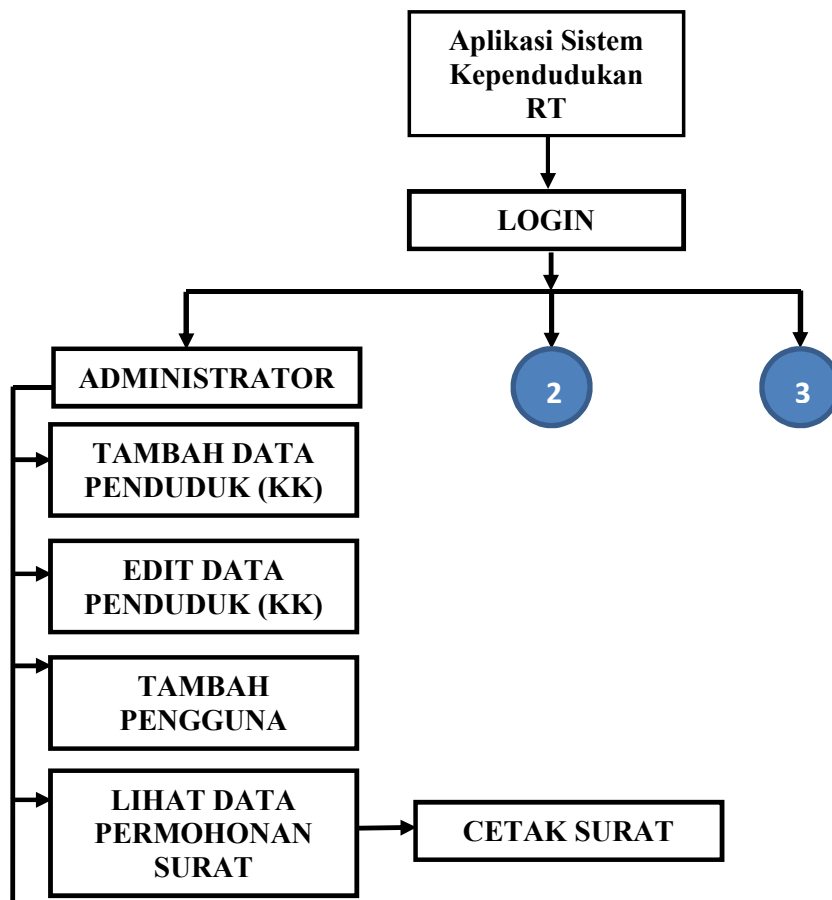 Aplikasi Sistem
Kependudukan
RT
LOGIN
ADMINISTRATOR
2
3
TAMBAH DATA
PENDUDUK (KK)
EDIT DATA
PENDUDUK (KK)
TAMBAH
PENGGUNA
LIHAT DATA
PERMOHONAN
SURAT
CETAK SURAT